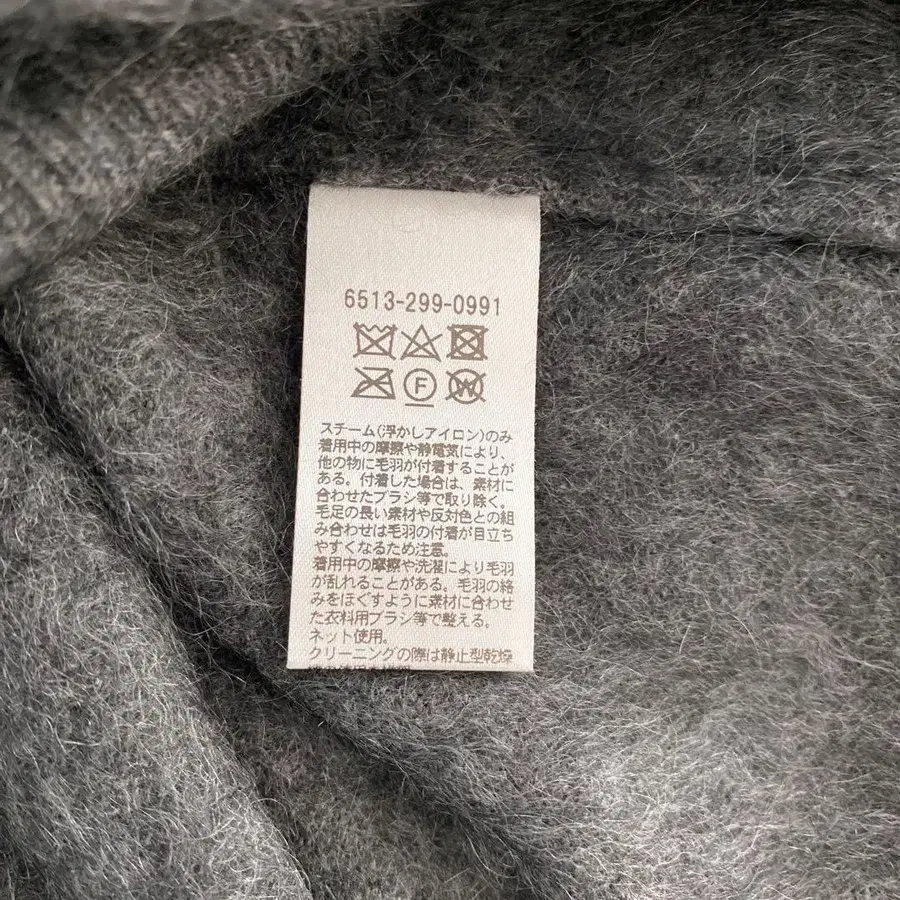 6513-299-0991
F
W
スチーム(浮かしアイロン)のみ
着用中の摩擦や静電気により、
他の物に毛羽が付着することが
ある。付着した場合は、素材に
合わせたブラシ等で取り除く。
毛足の長い素材や反対色との組
み合わせは毛羽の付着が目立ち
やすくなるため注意。
着用中の摩擦や洗濯により毛羽
が乱れることがある。毛羽の絡
みをほぐすように素材に合わせ
た衣料用ブラシ等で整える。
ネット使用。
クリーニングの際は静止型乾燥